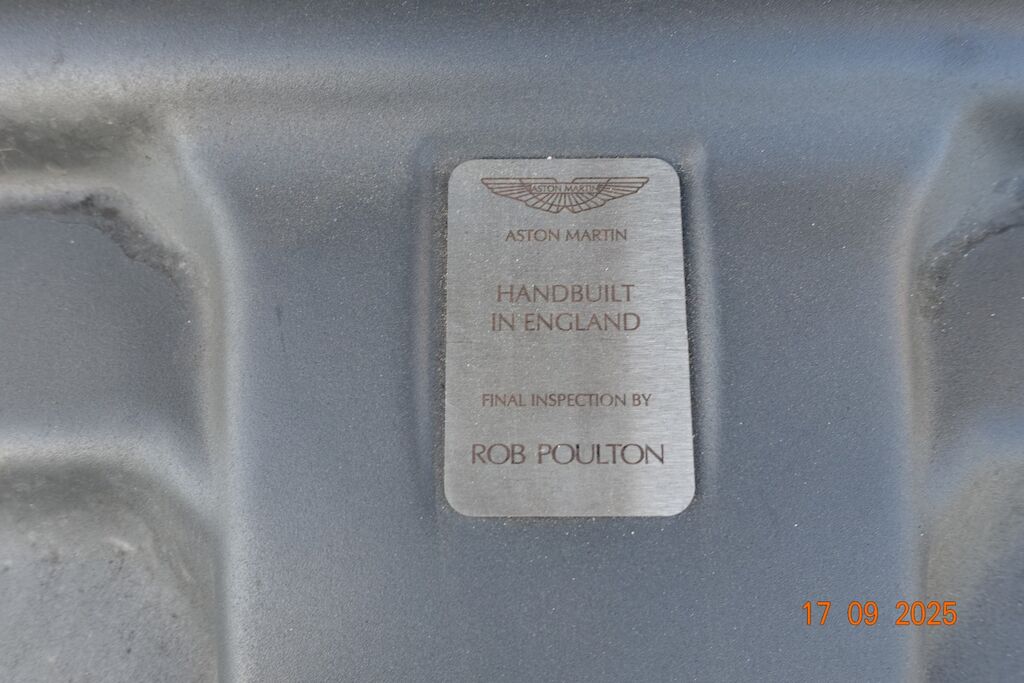 ASTON MARTIN
ASTON MARTIN
HANDBUILT
IN ENGLAND
FINAL INSPECTION BY
ROB POULTON
17 09 2025